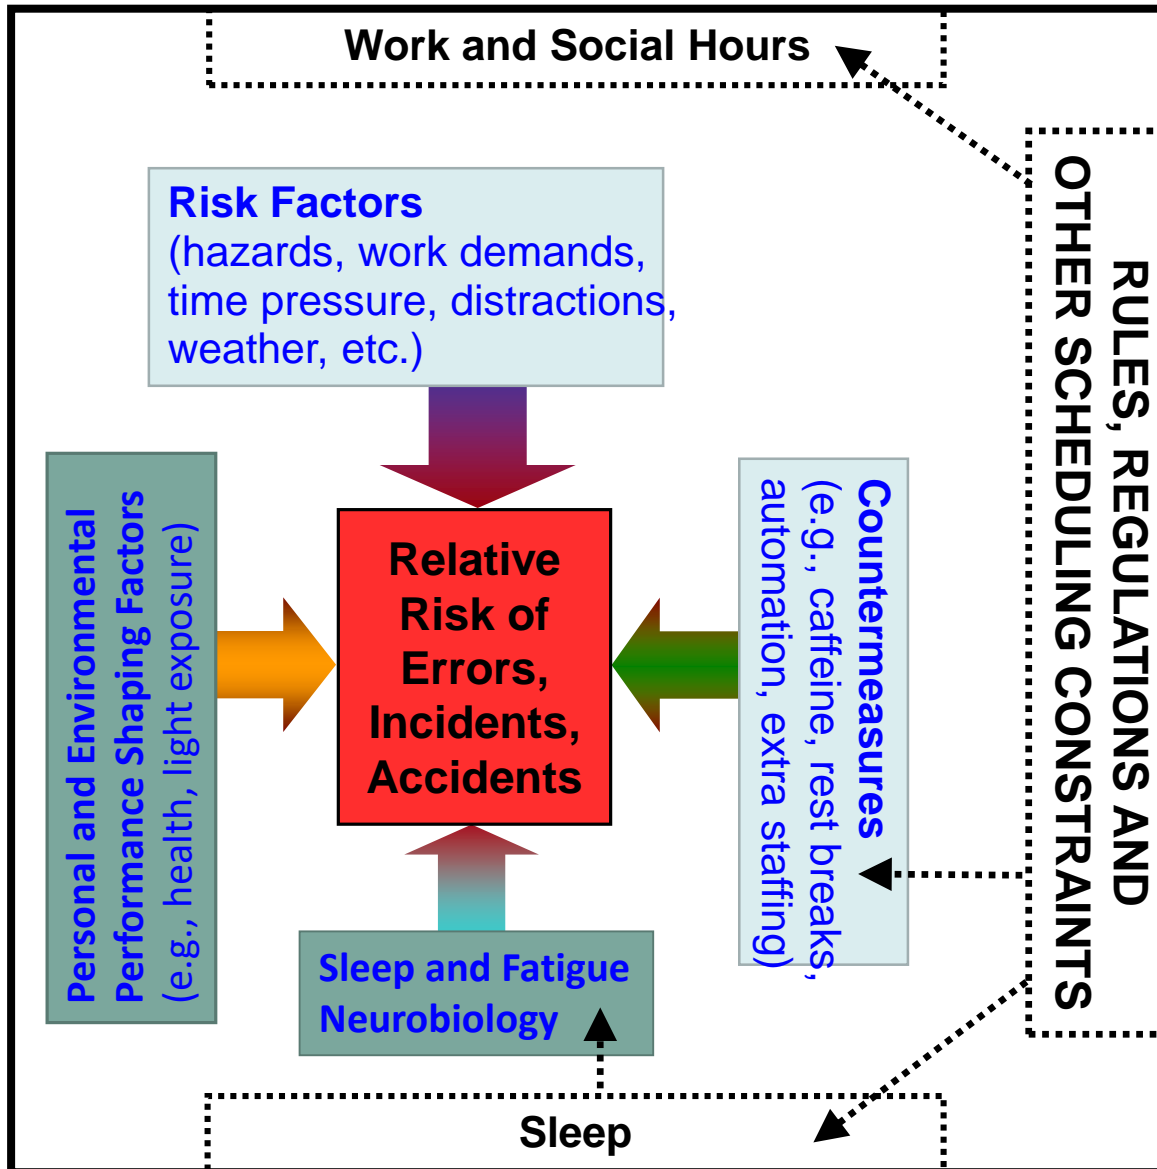 Work and Social Hours
Risk Factors
(hazards, work demands,
time pressure, distractions,
weather, etc.)
Personal and Environmental
Performance Shaping Factors
(e.g., health, light exposure)
Relative
Risk of
Errors,
Incidents,
Accidents
Countermeasures
(e.g., caffeine, rest breaks,
automation, extra staffing)
RULES, REGULATIONS AND
OTHER SCHEDULING CONSTRAINTS
Sleep and Fatigue
Neurobiology
Sleep